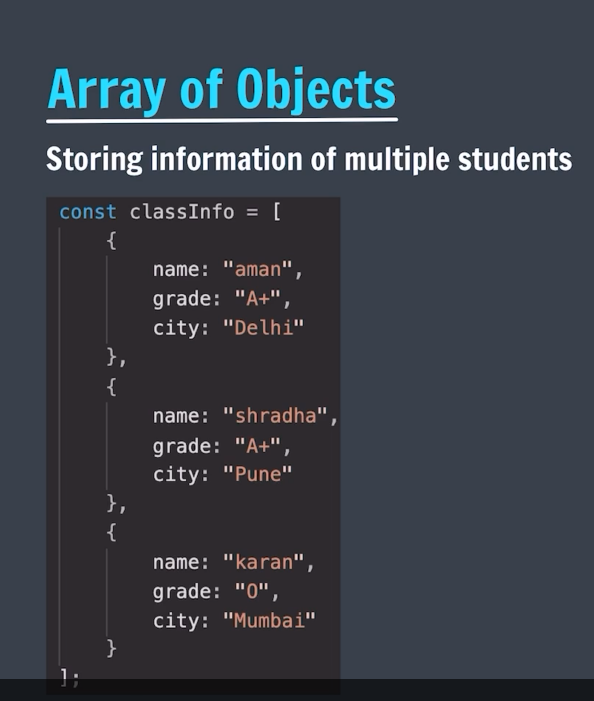 Array of Objects
Storing information of multiple students
const classInfo = [
    {
        name: "aman",
        grade: "A+",
        city: "Delhi"
    },
    {
        name: "shradha",
        grade: "A+",
        city: "Pune"
    },
    {
        name: "karan",
        grade: "O",
        city: "Mumbai"
    }
];